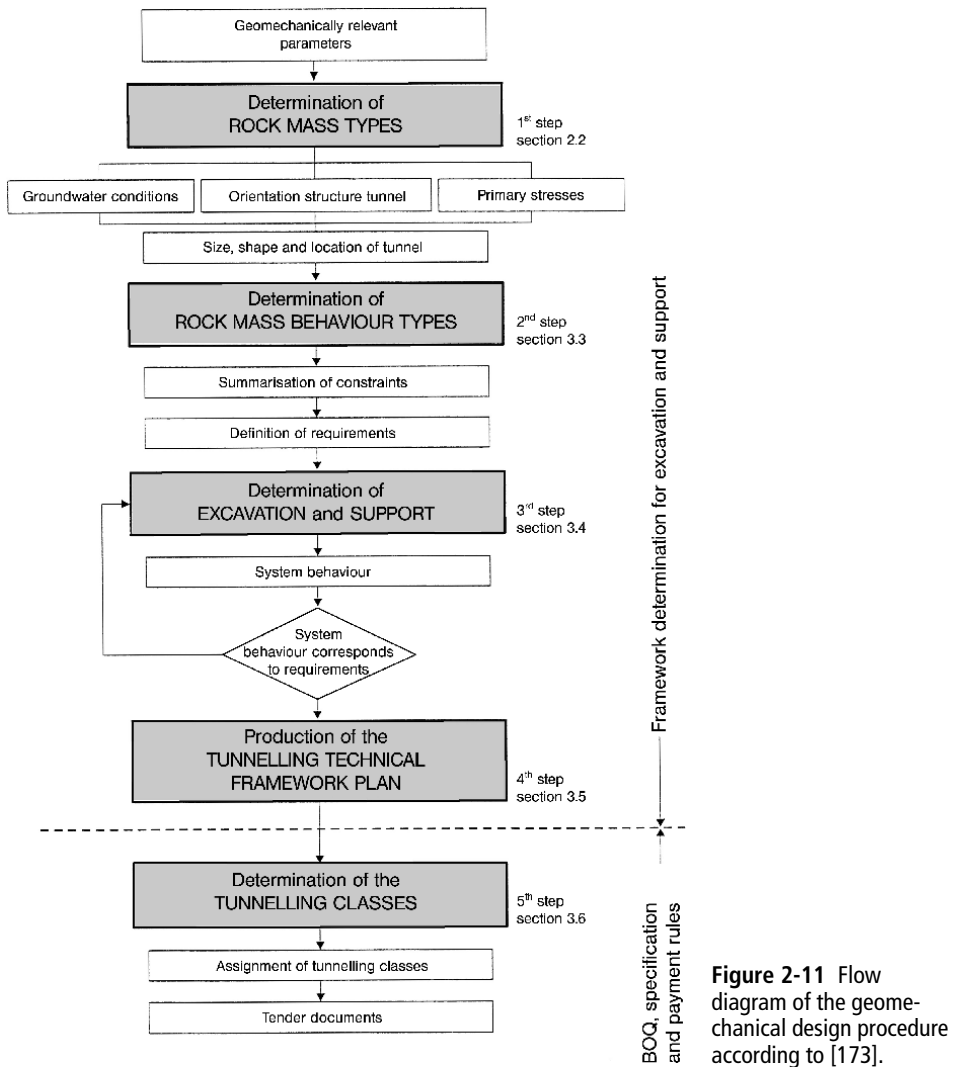 Geomechanically relevant
parameters
Determination of
ROCK MASS TYPES
1st step
section 2.2
Groundwater conditions
Orientation structure tunnel
Primary stresses
Size, shape and location of tunnel
Determination of
ROCK MASS BEHAVIOUR TYPES
2nd step
section 3.3
Summarisation of constraints
Definition of requirements
Determination of
EXCAVATION and SUPPORT
3rd step
section 3.4
System behaviour
System
behaviour corresponds
to requirements
Production of the
TUNNELLING TECHNICAL
FRAMEWORK PLAN
4th step
section 3.5
Framework determination for excavation and support
Determination of the
TUNNELLING CLASSES
5th step
section 3.6
Assignment of tunnelling classes
Tender documents
BOQ, specification
and payment rules
Figure 2-11 Flow
diagram of the geome-
chanical design procedure
according to [173].